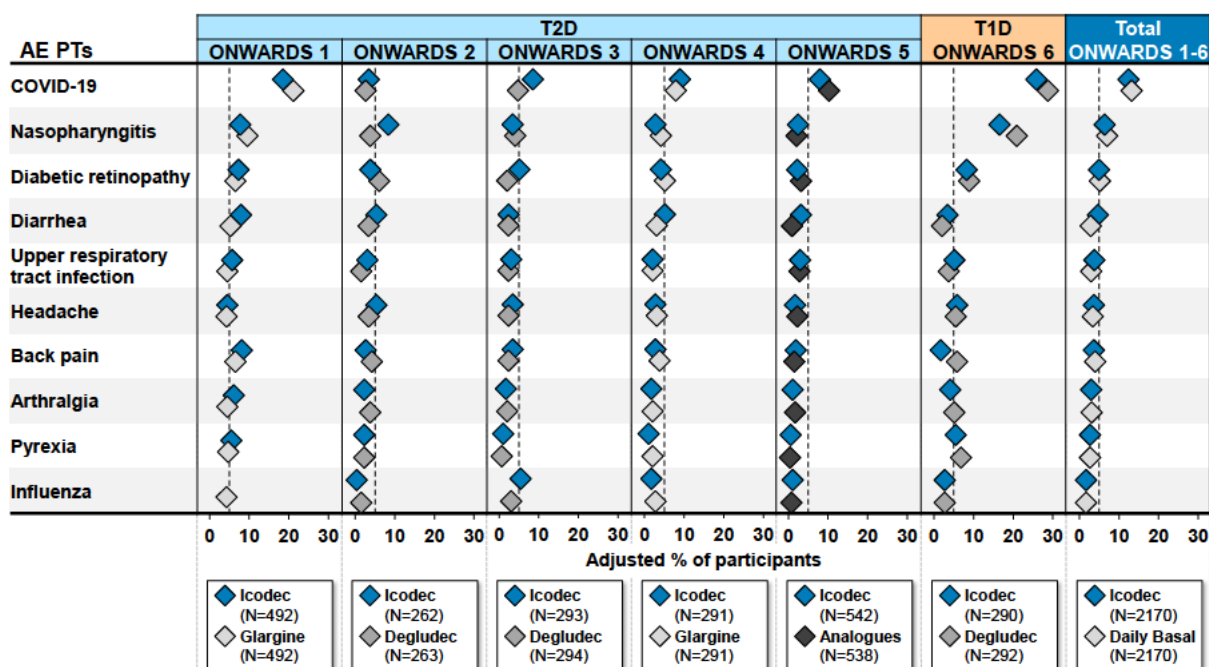 T2D T1D Total
AE PTs ONWARDS 1 ONWARDS 2 ONWARDS 3 ONWARDS 4 ONWARDS 5 ONWARDS 6 ONWARDS 1-6
COVID-19
Nasopharyngitis
Diabetic retinopathy
Diarrhea
Upper respiratory
tract infection
Headache
Back pain
Arthralgia
Pyrexia
Influenza
0 10 20 30 0 10 20 30 0 10 20 30 0 10 20 30 0 10 20 30 0 10 20 30 0 10 20 30
Adjusted % of participants
Icodec Icodec Icodec Icodec Icodec Icodec Icodec
(N=492) (N=262) (N=293) (N=291) (N=542) (N=290) (N=2170)
Glargine Degludec Degludec Glargine Analogues Degludec Daily Basal
(N=492) (N=263) (N=294) (N=291) (N=538) (N=292) (N=2170)